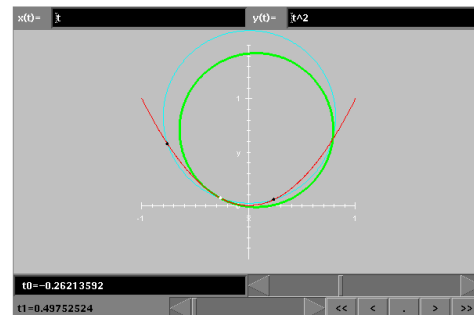 x(t)= t y(t)= t^2
1
y
-1 1
t0=-0.26213592
t1=0.49752524 << < . > >>